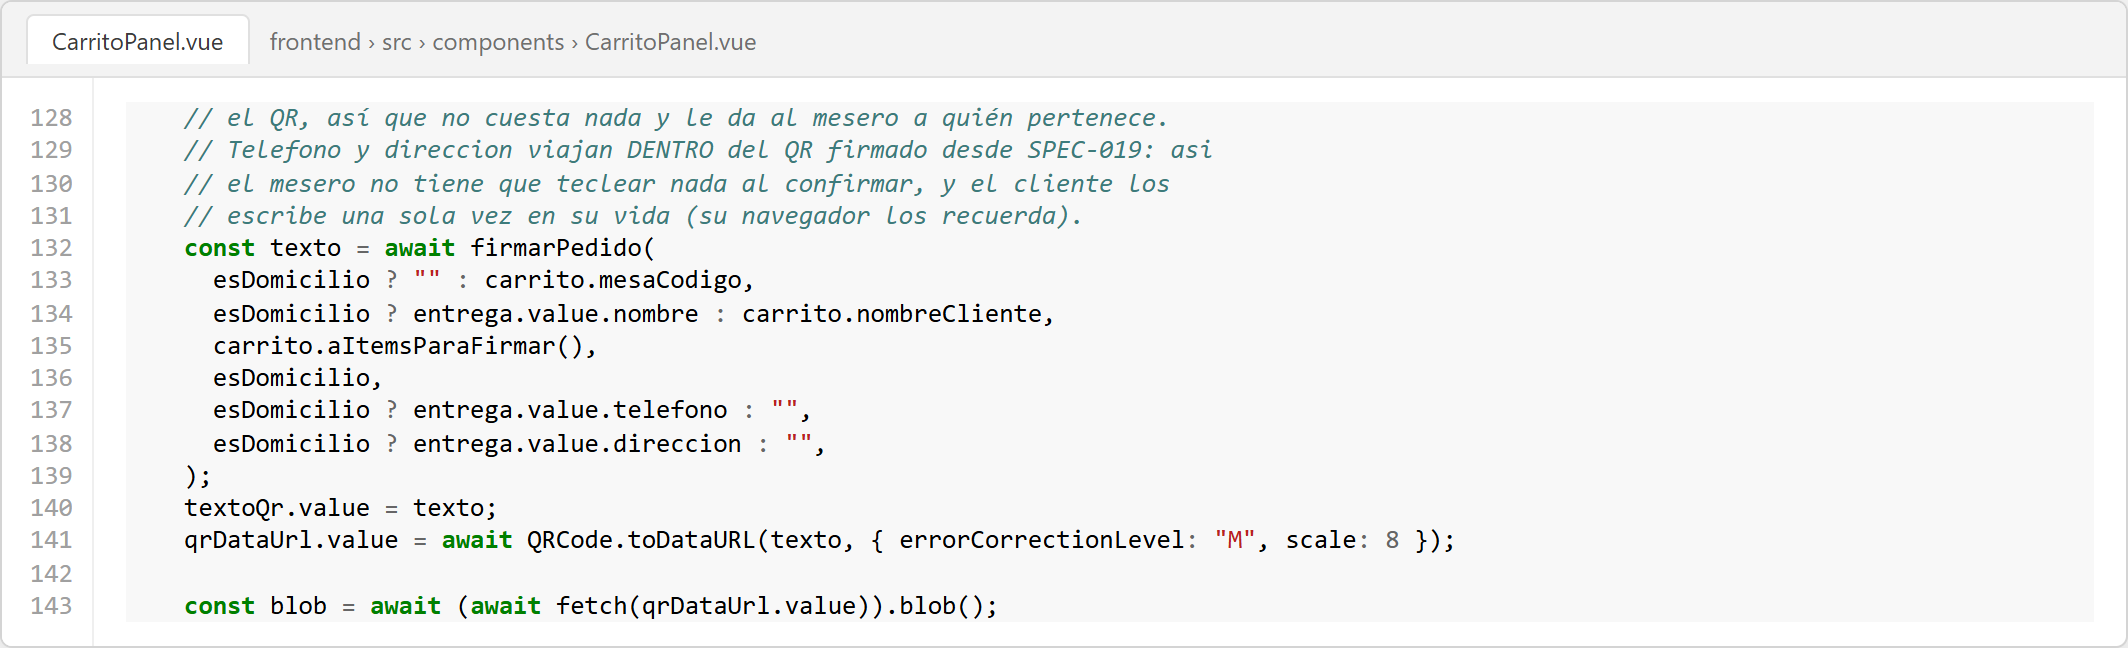 CarritoPanel.vue frontend › src › components › CarritoPanel.vue
128 // el QR, así que no cuesta nada y le da al mesero a quién pertenece.
129 // Telefono y direccion viajan DENTRO del QR firmado desde SPEC-019: asi
130 // el mesero no tiene que teclear nada al confirmar, y el cliente los
131 // escribe una sola vez en su vida (su navegador los recuerda).
132 const texto = await firmarPedido(
133 esDomicilio ? "" : carrito.mesaCodigo,
134 esDomicilio ? entrega.value.nombre : carrito.nombreCliente,
135 carrito.aItemsParaFirmar(),
136 esDomicilio,
137 esDomicilio ? entrega.value.telefono : "",
138 esDomicilio ? entrega.value.direccion : "",
139 );
140 textoQr.value = texto;
141 qrDataUrl.value = await QRCode.toDataURL(texto, { errorCorrectionLevel: "M", scale: 8 });
142
143 const blob = await (await fetch(qrDataUrl.value)).blob();